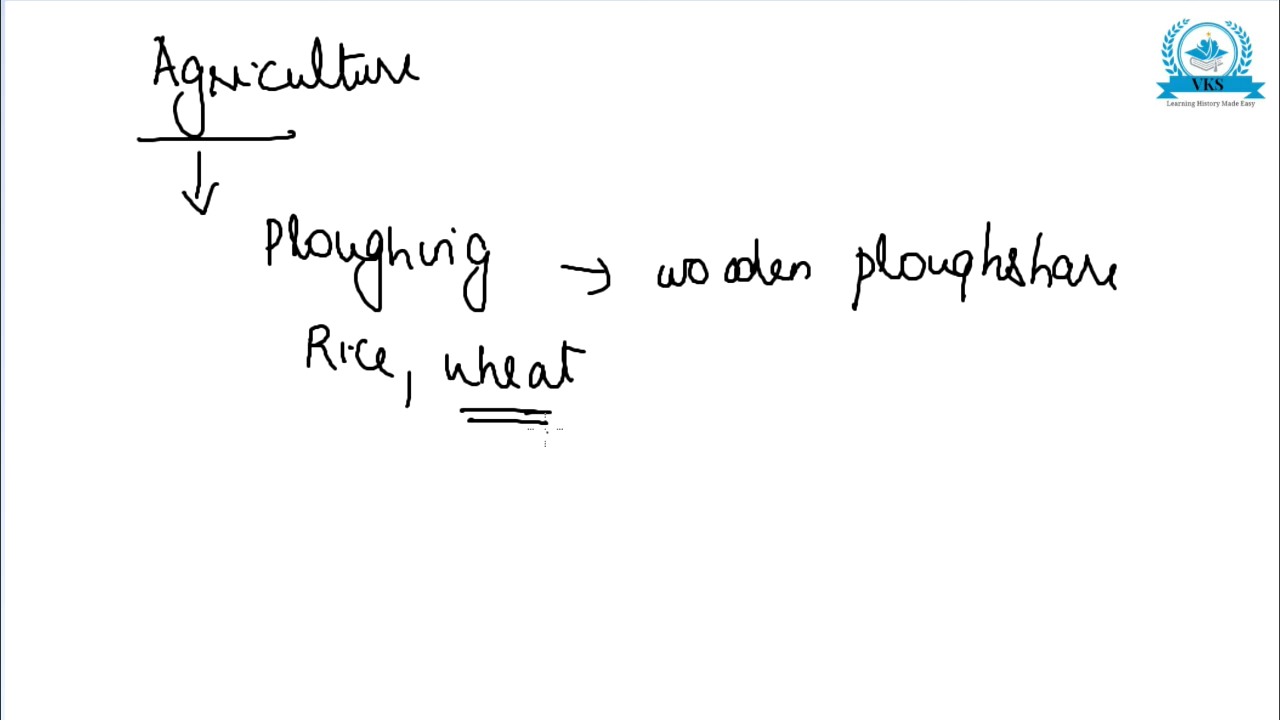 Agriculture
↓
Ploughing → wooden ploughshare
Rice, wheat
VKS
Learning History Made Easy